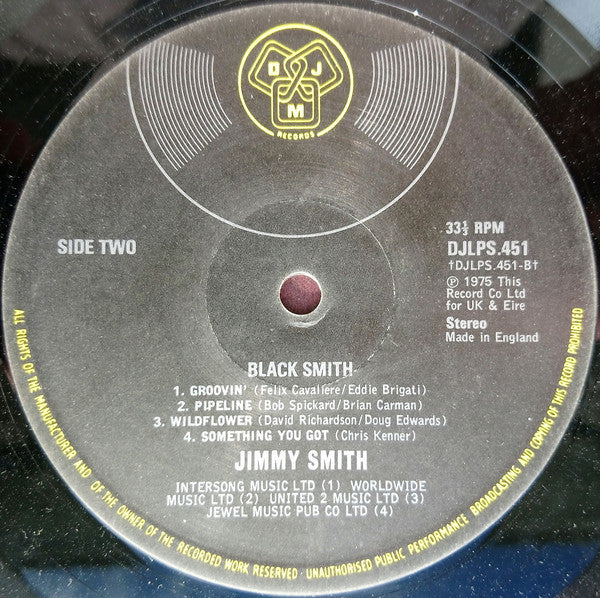 D J
M
RECORDS
SIDE TWO
33⅓ RPM
DJLPS.451
†DJLPS.451-B†
℗ 1975 This
Record Co Ltd
for UK & Eire
Stereo
Made in England
BLACK SMITH
1. GROOVIN' (Felix Cavaliere/Eddie Brigati)
2. PIPELINE (Bob Spickard/Brian Carman)
3. WILDFLOWER (David Richardson/Doug Edwards)
4. SOMETHING YOU GOT (Chris Kenner)
JIMMY SMITH
INTERSONG MUSIC LTD (1) WORLDWIDE
MUSIC LTD (2) UNITED 2 MUSIC LTD (3)
JEWEL MUSIC PUB CO LTD (4)
ALL RIGHTS OF THE MANUFACTURER AND OF THE OWNER OF THE RECORDED WORK RESERVED · UNAUTHORISED PUBLIC PERFORMANCE BROADCASTING AND COPYING OF THIS RECORD PROHIBITED